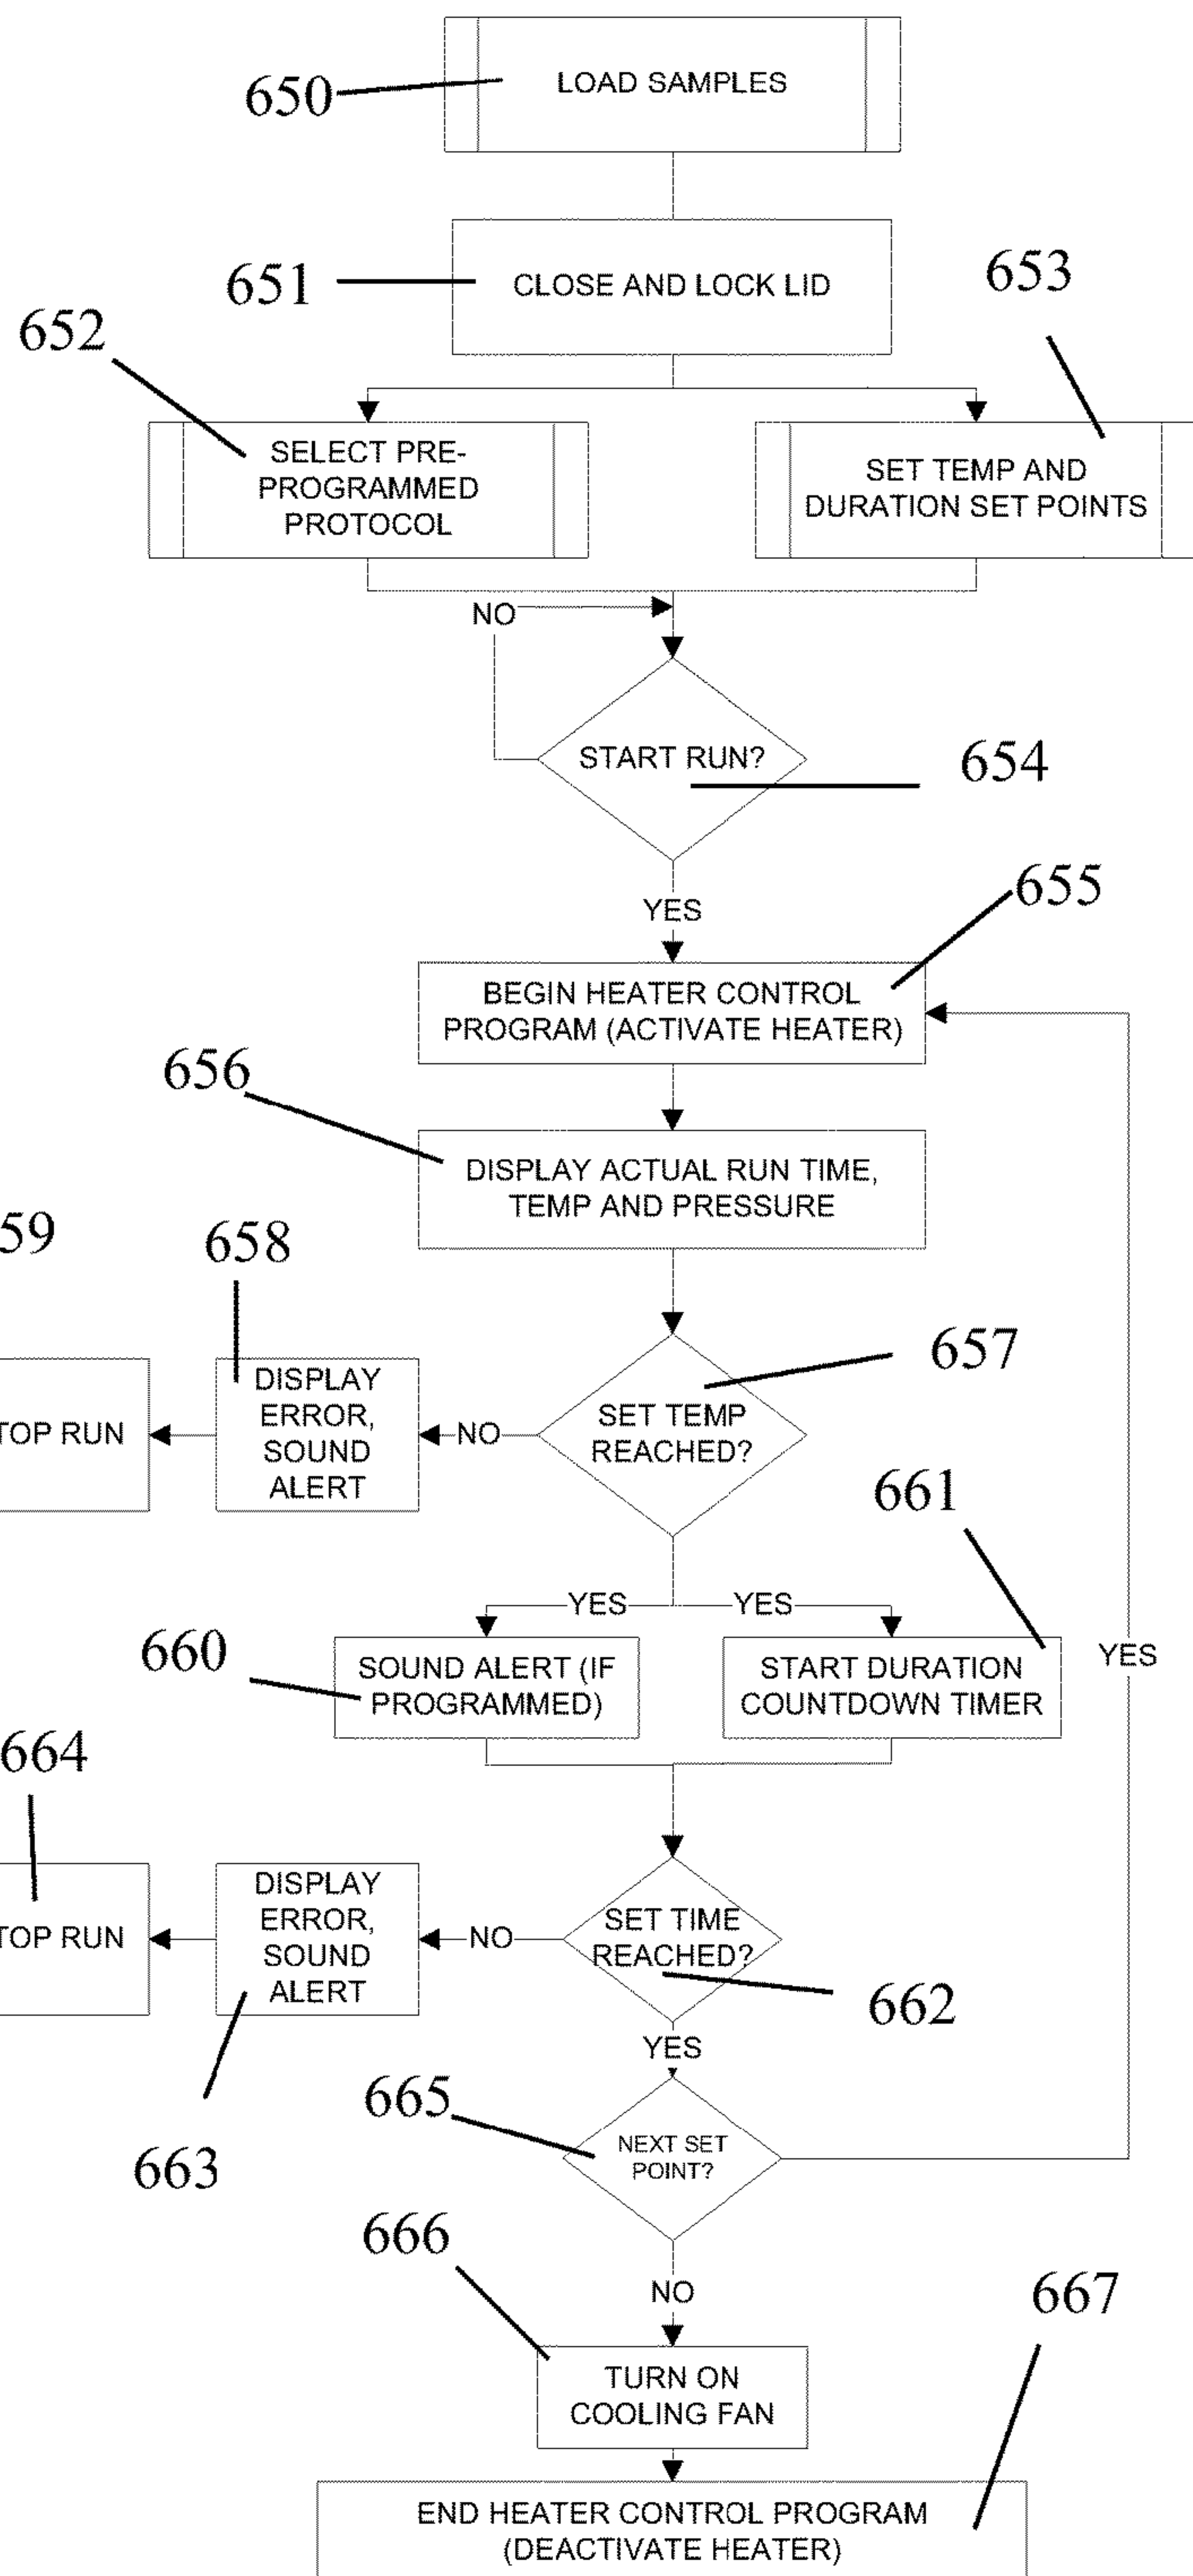 650
LOAD SAMPLES
651
CLOSE AND LOCK LID
652
653
SELECT PRE-
PROGRAMMED
PROTOCOL
SET TEMP AND
DURATION SET POINTS
NO
START RUN?
654
YES
655
BEGIN HEATER CONTROL
PROGRAM (ACTIVATE HEATER)
656
DISPLAY ACTUAL RUN TIME,
TEMP AND PRESSURE
59
658
657
TOP RUN
DISPLAY
ERROR,
SOUND
ALERT
NO
SET TEMP
REACHED?
661
YES
YES
660
SOUND ALERT (IF
PROGRAMMED)
START DURATION
COUNTDOWN TIMER
YES
664
TOP RUN
DISPLAY
ERROR,
SOUND
ALERT
NO
SET TIME
REACHED?
662
663
YES
665
NEXT SET
POINT?
666
NO
667
TURN ON
COOLING FAN
END HEATER CONTROL PROGRAM
(DEACTIVATE HEATER)